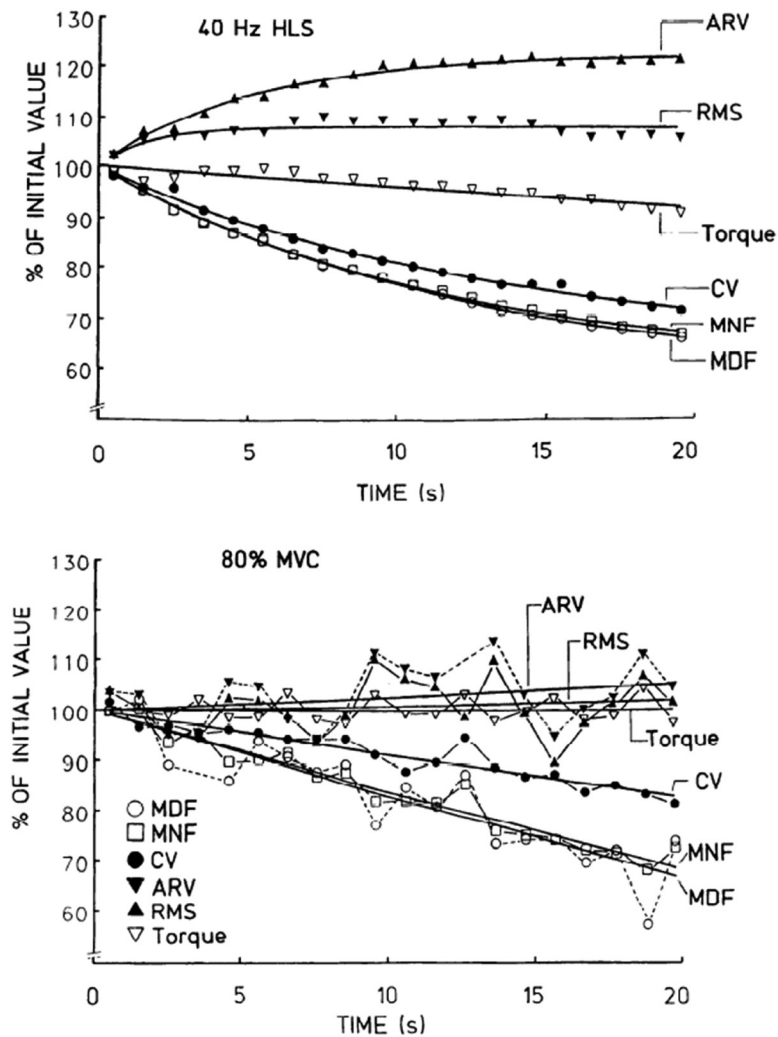 130
40 Hz HLS
ARV
120
RMS
110
100
Torque
90
CV
80
MNF
70
MDF
60
% OF INITIAL VALUE
0 5 10 15 20
TIME (s)
130
80% MVC
120
ARV
110
RMS
100
Torque
90
CV
80
MNF
70
MDF
60
% OF INITIAL VALUE
MDF
MNF
CV
ARV
RMS
Torque
0 5 10 15 20
TIME (s)